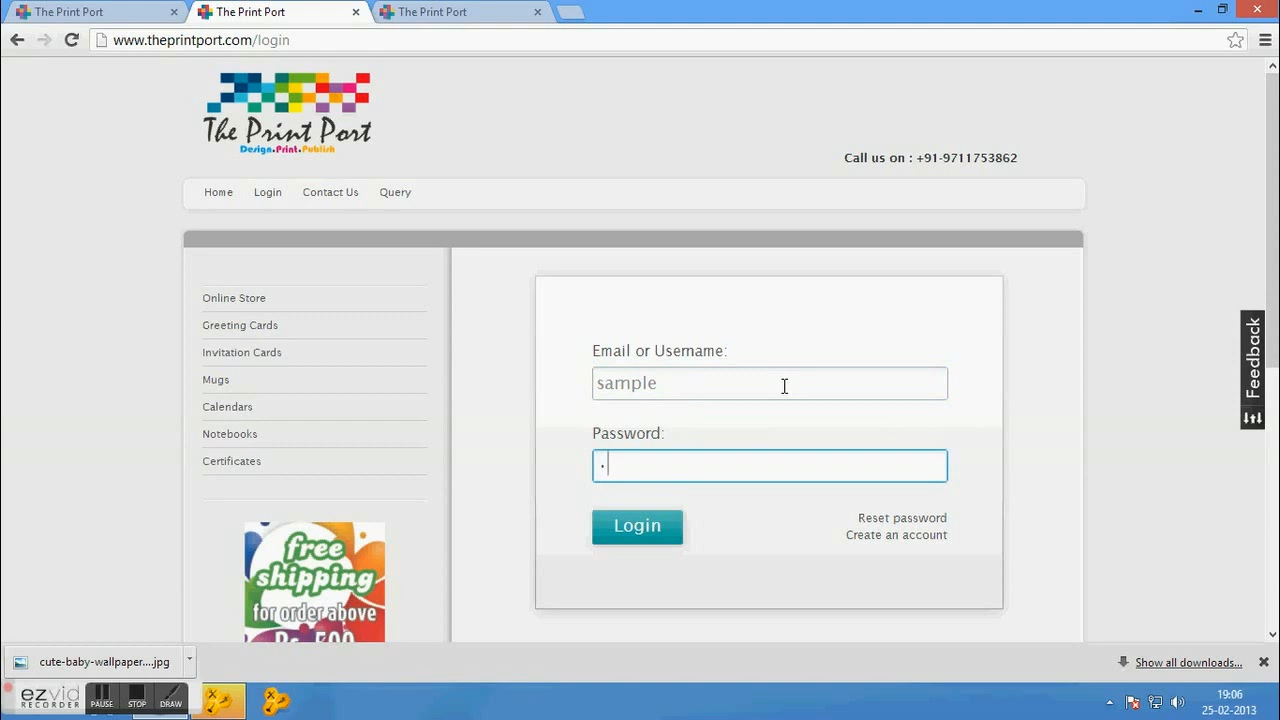 The Print Port
The Print Port
The Print Port
www.theprintport.com/login
The Print Port
Design.Print.Publish
Call us on : +91-9711753862
Home
Login
Contact Us
Query
Online Store
Greeting Cards
Invitation Cards
Mugs
Calendars
Notebooks
Certificates
free
shipping
for order above
Rs. 500
Email or Username:
sample
Password:
Login
Reset password
Create an account
Feedback
cute-baby-wallpaper....jpg
Show all downloads...
ezvid
RECORDER
PAUSE
STOP
DRAW
19:06
25-02-2013